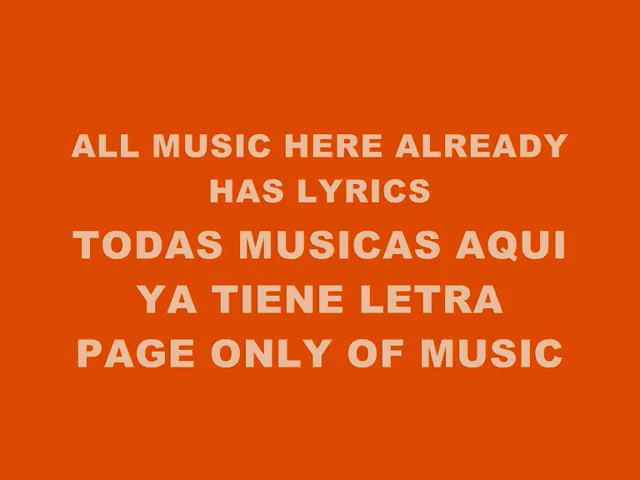 ALL MUSIC HERE ALREADY
HAS LYRICS
TODAS MUSICAS AQUI
YA TIENE LETRA
PAGE ONLY OF MUSIC